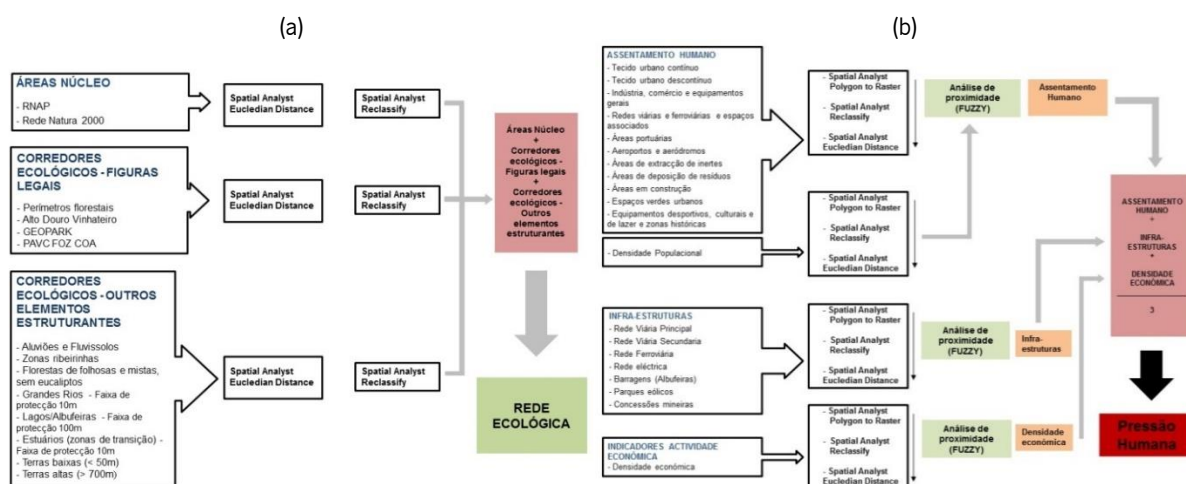 (a)
ÁREAS NÚCLEO
- RNAP
- Rede Natura 2000
Spatial Analyst
Eucledian Distance
Spatial Analyst
Reclassify
CORREDORES
ECOLÓGICOS - FIGURAS
LEGAIS
- Perímetros florestais
- Alto Douro Vinhateiro
- GEOPARK
- PAVC FOZ COA
Spatial Analyst
Eucledian Distance
Spatial Analyst
Reclassify
CORREDORES
ECOLÓGICOS - OUTROS
ELEMENTOS
ESTRUTURANTES
- Aluviões e Fluvissolos
- Zonas ribeirinhas
- Florestas de folhosas e mistas,
sem eucaliptos
- Grandes Rios - Faixa de
protecção 10m
- Lagos/Albufeiras - Faixa de
protecção 100m
- Estuários (zonas de transição) -
Faixa de protecção 10m
- Terras baixas (< 50m)
- Terras altas (> 700m)
Spatial Analyst
Eucledian Distance
Spatial Analyst
Reclassify
Áreas Núcleo
+
Corredores
ecológicos -
Figuras legais
+
Corredores
ecológicos -
Outros
elementos
estruturantes
REDE
ECOLÓGICA
(b)
ASSENTAMENTO HUMANO
- Tecido urbano contínuo
- Tecido urbano descontínuo
- Indústria, comércio e equipamentos
gerais
- Redes viárias e ferroviárias e espaços
associados
- Áreas portuárias
- Aeroportos e aeródromos
- Áreas de extracção de inertes
- Áreas de deposição de resíduos
- Áreas em construção
- Espaços verdes urbanos
- Equipamentos desportivos, culturais e
de lazer e zonas históricas
- Densidade Populacional
- Spatial Analyst
Polygon to Raster
- Spatial Analyst
Reclassify
- Spatial Analyst
Eucledian Distance
- Spatial Analyst
Polygon to Raster
- Spatial Analyst
Reclassify
- Spatial Analyst
Eucledian Distance
Análise de
proximidade
(FUZZY)
Assentamento
Humano
INFRA-ESTRUTURAS
- Rede Viária Principal
- Rede Viária Secundaria
- Rede Ferroviária
- Rede eléctrica
- Barragens (Albufeiras)
- Parques eólicos
- Concessões mineiras
- Spatial Analyst
Polygon to Raster
- Spatial Analyst
Reclassify
- Spatial Analyst
Eucledian Distance
Análise de
proximidade
(FUZZY)
Infra-
estruturas
INDICADORES ACTIVIDADE
ECONÓMICA
- Densidade económica
- Spatial Analyst
Polygon to Raster
- Spatial Analyst
Reclassify
- Spatial Analyst
Eucledian Distance
Análise de
proximidade
(FUZZY)
Densidade
económica
ASSENTAMENTO
HUMANO
+
INFRA-
ESTRUTURAS
+
DENSIDADE
ECONÓMICA
3
Pressão
Humana